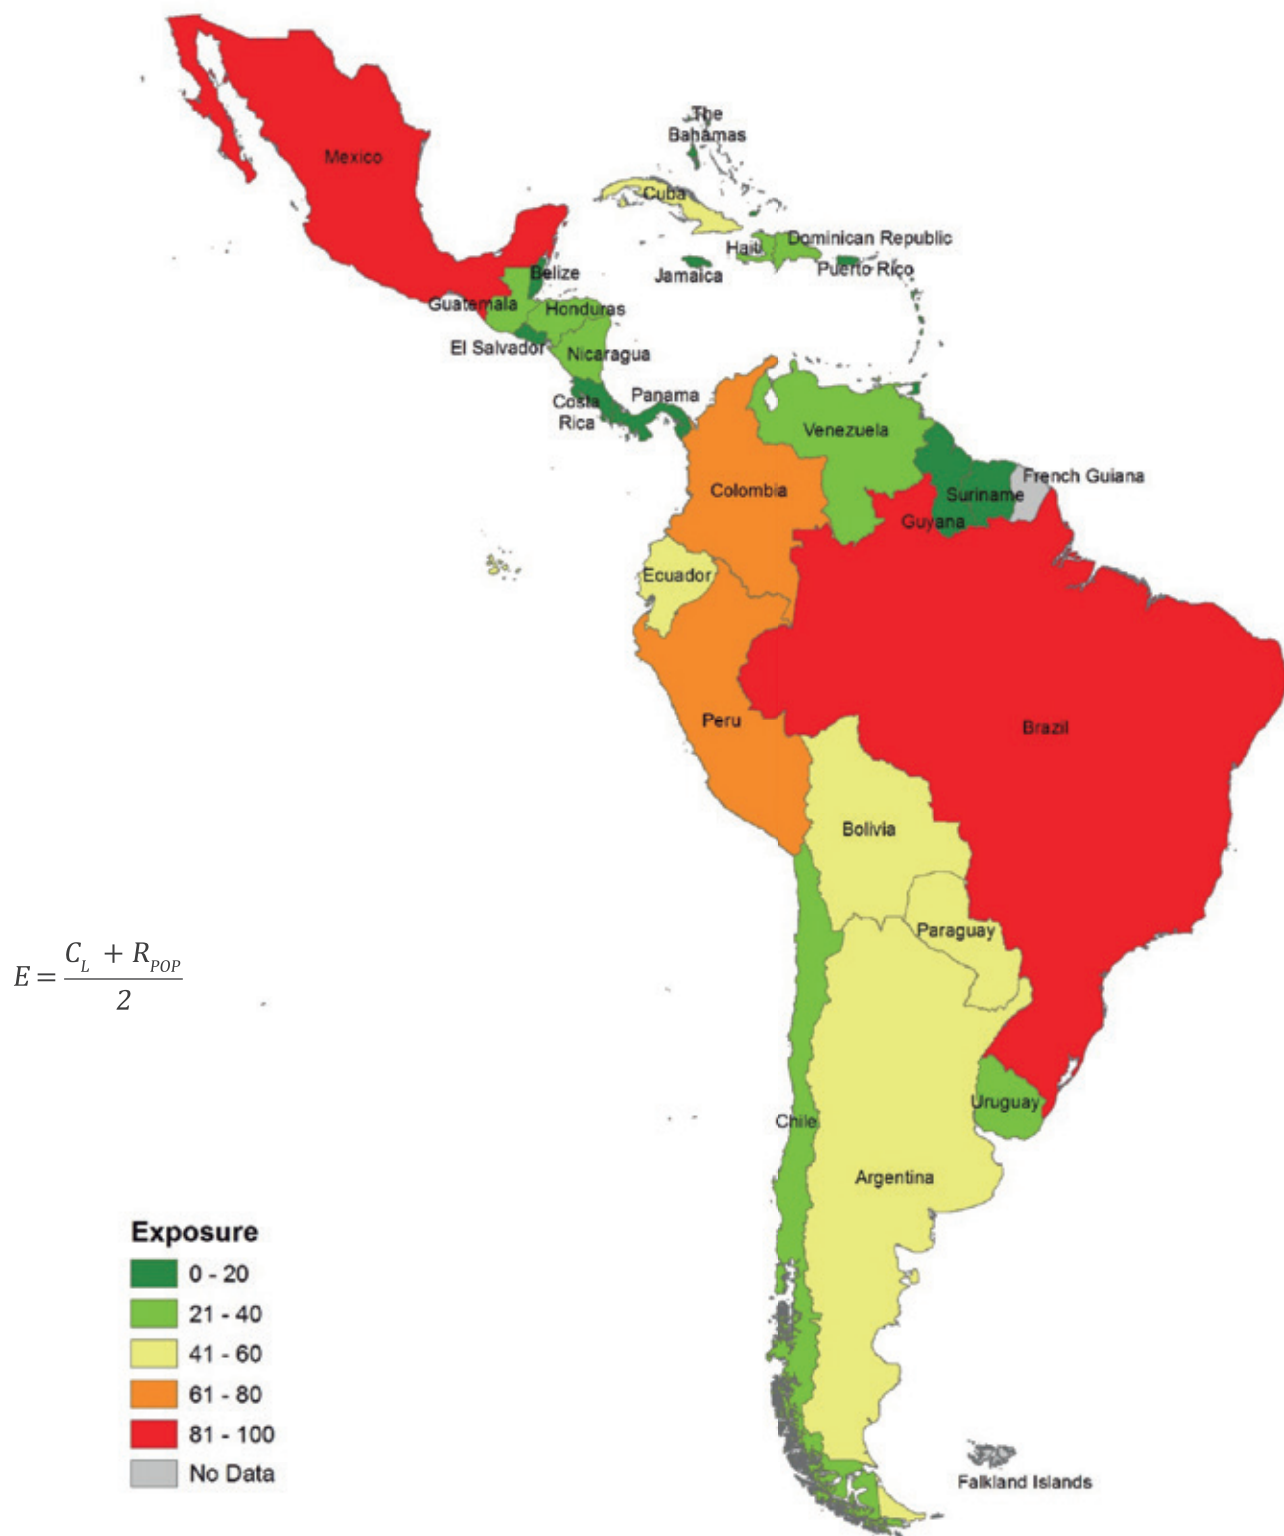 The
Bahamas
Mexico
Cuba
Dominican Republic
Haiti
Puerto Rico
Jamaica
Belize
Guatemala
Honduras
El Salvador
Nicaragua
Panama
Costa
Rica
Venezuela
French Guiana
Colombia
Suriname
Guyana
Ecuador
Peru
Brazil
Bolivia
Paraguay
E = (C_L + R_POP) / 2
Uruguay
Chile
Argentina
Exposure
0 - 20
21 - 40
41 - 60
61 - 80
81 - 100
No Data
Falkland Islands